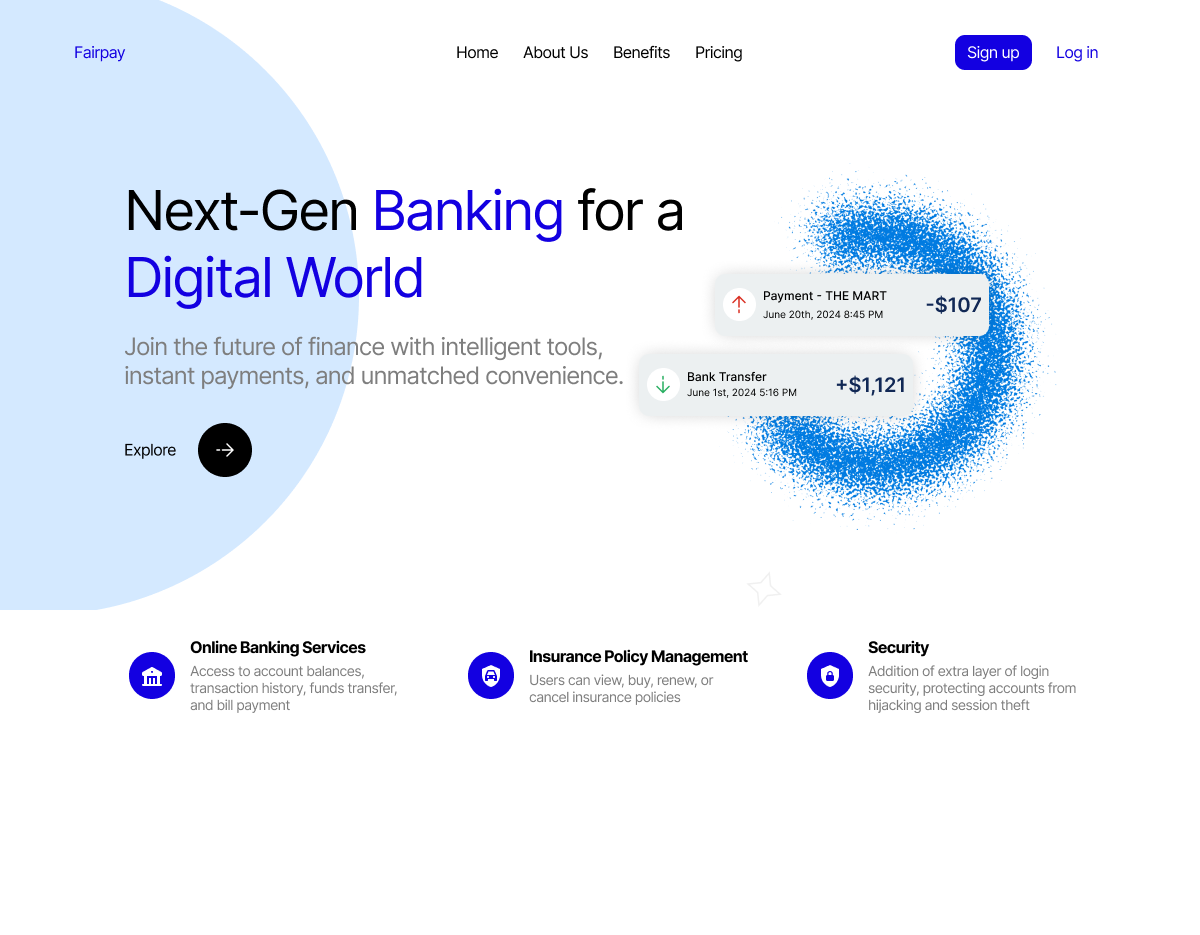 Fairpay
Home
About Us
Benefits
Pricing
Sign up
Log in
Next-Gen Banking for a
Digital World
Join the future of finance with intelligent tools,
instant payments, and unmatched convenience.
Explore
Payment - THE MART
June 20th, 2024 8:45 PM
-$107
Bank Transfer
June 1st, 2024 5:16 PM
+$1,121
Online Banking Services
Access to account balances,
transaction history, funds transfer,
and bill payment
Insurance Policy Management
Users can view, buy, renew, or
cancel insurance policies
Security
Addition of extra layer of login
security, protecting accounts from
hijacking and session theft